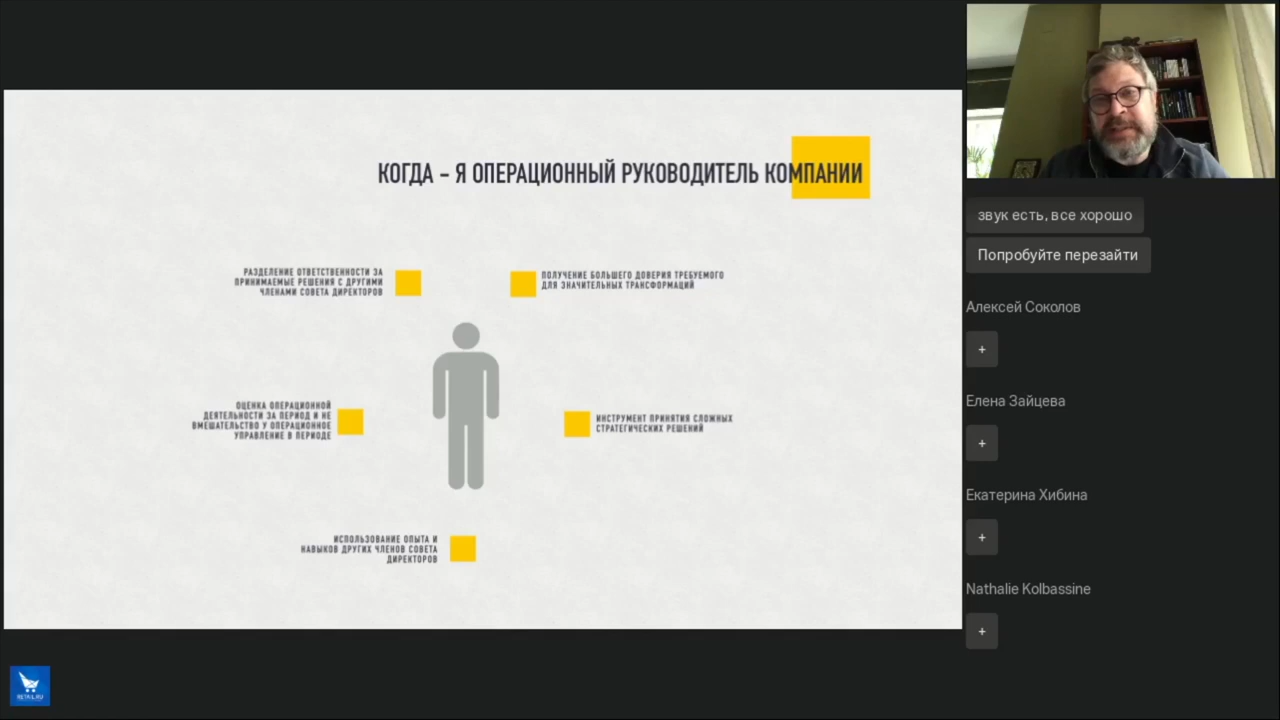 КОГДА – Я ОПЕРАЦИОННЫЙ РУКОВОДИТЕЛЬ КОМПАНИИ
РАЗДЕЛЕНИЕ ОТВЕТСТВЕННОСТИ ЗА
ПРИНИМАЕМЫЕ РЕШЕНИЯ С ДРУГИМИ
ЧЛЕНАМИ СОВЕТА ДИРЕКТОРОВ
ПОЛУЧЕНИЕ БОЛЬШЕГО ДОВЕРИЯ ТРЕБУЕМОГО
ДЛЯ ЗНАЧИТЕЛЬНЫХ ТРАНСФОРМАЦИЙ
ОЦЕНКА ОПЕРАЦИОННОЙ
ДЕЯТЕЛЬНОСТИ ЗА ПЕРИОД И НЕ
ВМЕШАТЕЛЬСТВО У ОПЕРАЦИОННОЕ
УПРАВЛЕНИЕ В ПЕРИОДЕ
ИНСТРУМЕНТ ПРИНЯТИЯ СЛОЖНЫХ
СТРАТЕГИЧЕСКИХ РЕШЕНИЙ
ИСПОЛЬЗОВАНИЕ ОПЫТА И
НАВЫКОВ ДРУГИХ ЧЛЕНОВ СОВЕТА
ДИРЕКТОРОВ
звук есть, все хорошо
Попробуйте перезайти
Алексей Соколов
+
Елена Зайцева
+
Екатерина Хибина
+
Nathalie Kolbassine
+
RETAIL.RU